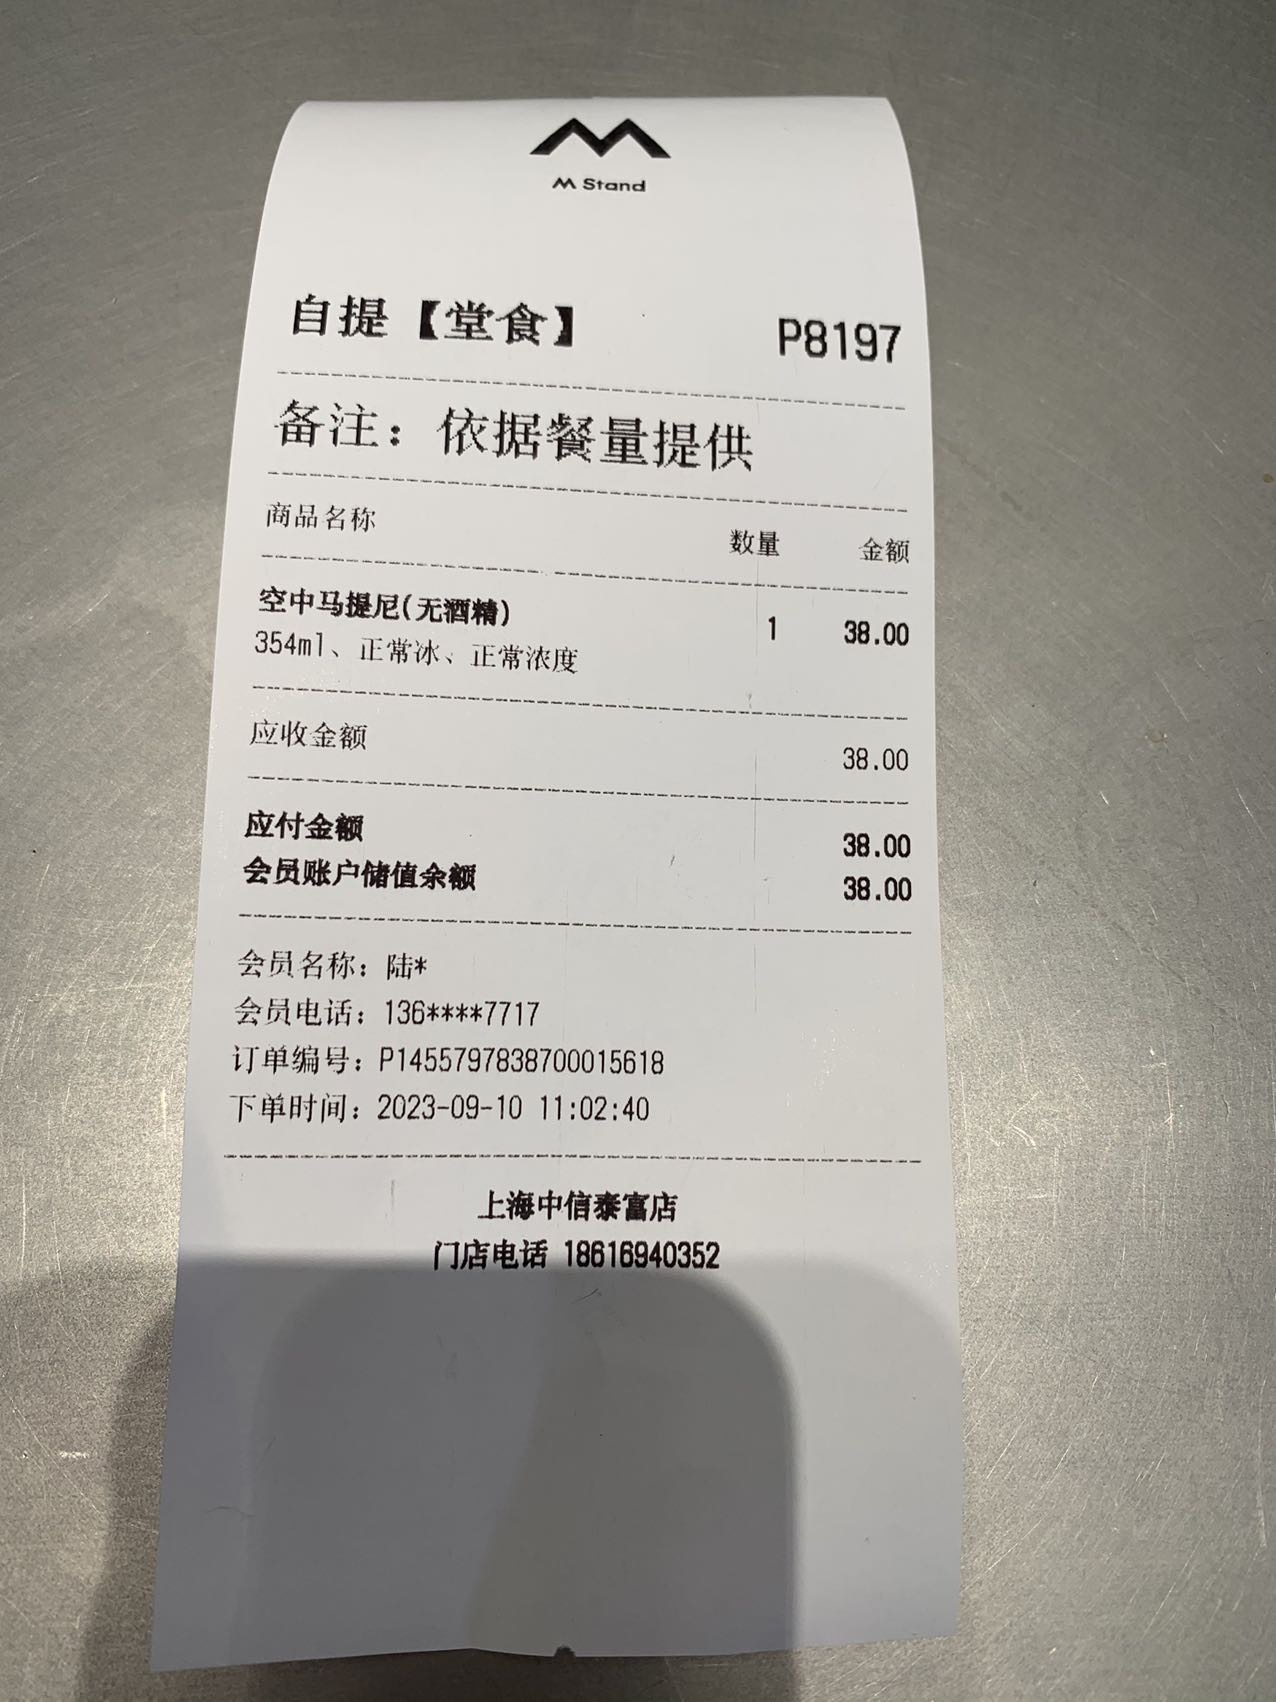 M Stand
自提【堂食】 P8197
备注：依据餐量提供
商品名称 数量 金额
空中马提尼(无酒精) 1 38.00
354ml、正常冰、正常浓度
应收金额 38.00
应付金额 38.00
会员账户储值余额 38.00
会员名称：陆*
会员电话：136****7717
订单编号：P1455797838700015618
下单时间：2023-09-10 11:02:40
上海中信泰富店
门店电话 18616940352